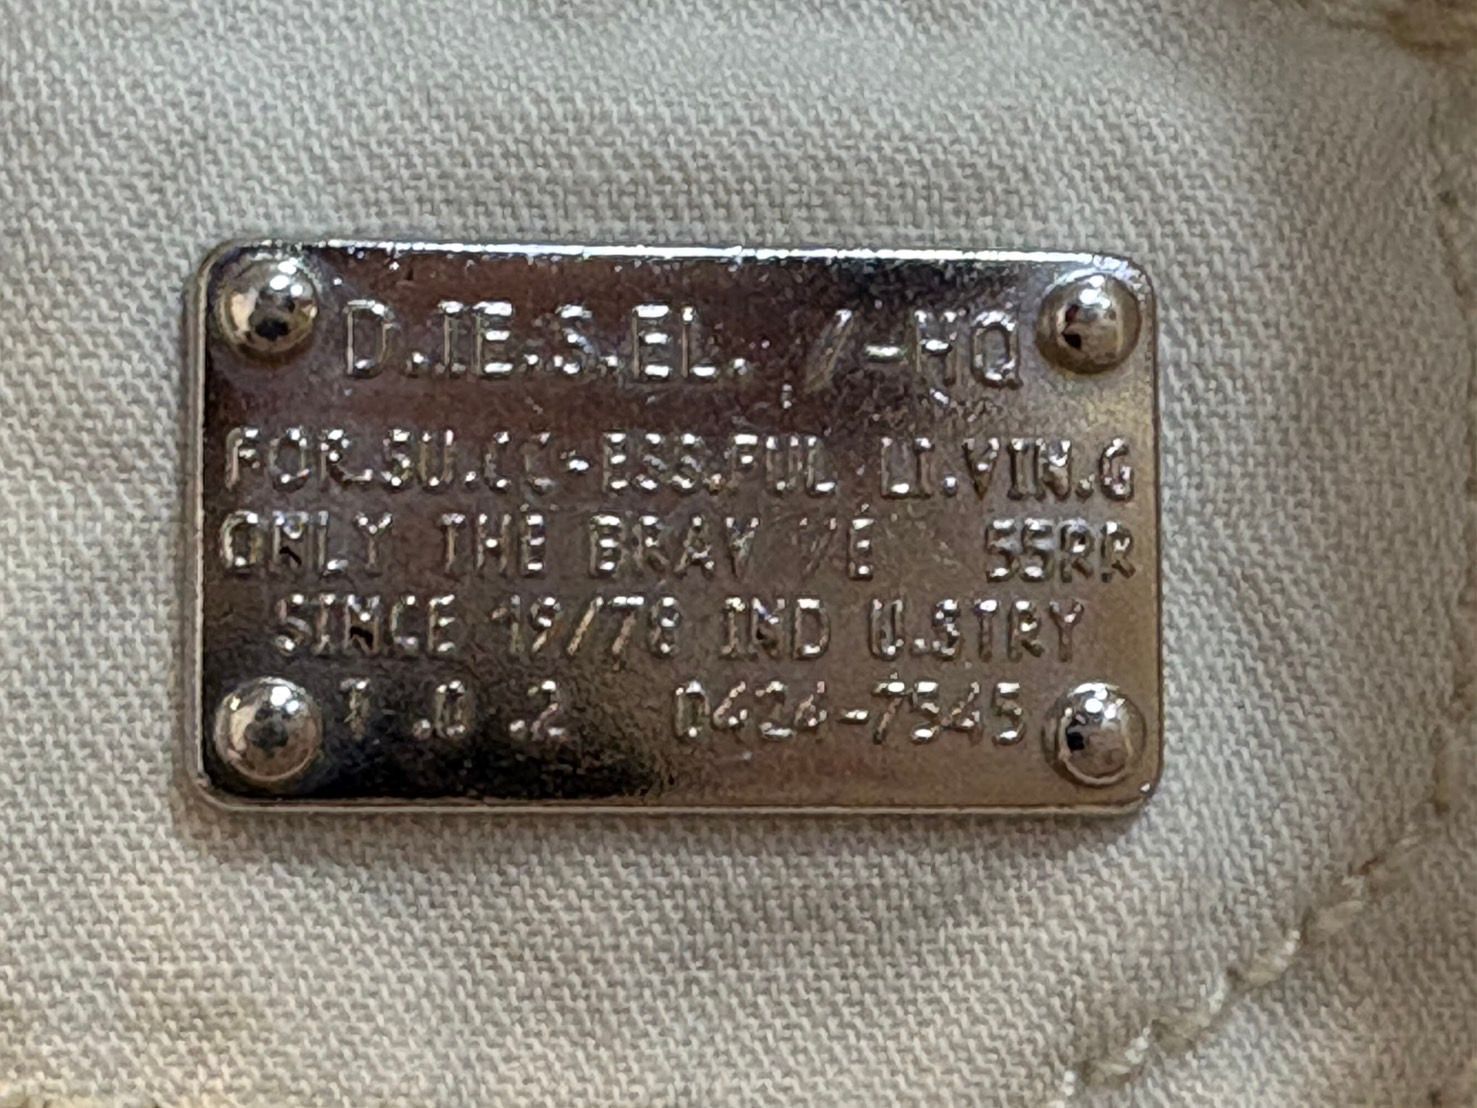 D.IE.S.EL. /-HQ
FOR.SU.CC-ESS.FUL LI.VIN.G
ONLY THE BRAV VE 55RR
SINCE 19/78 IND U.STRY
.0 .2 0424-7545